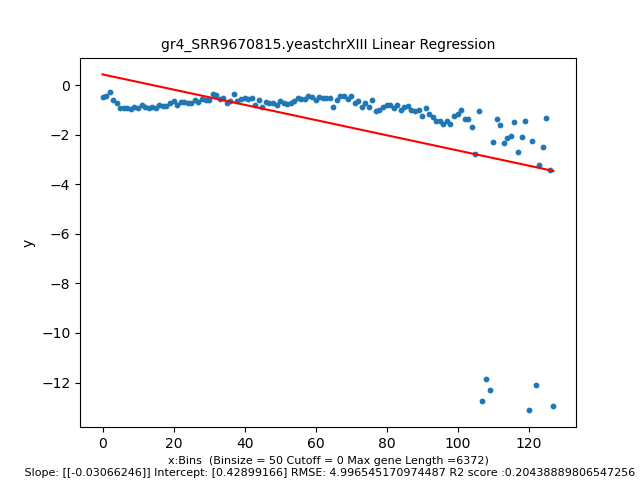 gr4_SRR9670815.yeastchrXIII Linear Regression
0
−2
−4
−6
−8
−10
−12
y
0 20 40 60 80 100 120
x:Bins (Binsize = 50 Cutoff = 0 Max gene Length =6372)
Slope: [[-0.03066246]] Intercept: [0.42899166] RMSE: 4.996545170974487 R2 score :0.20438889806547256